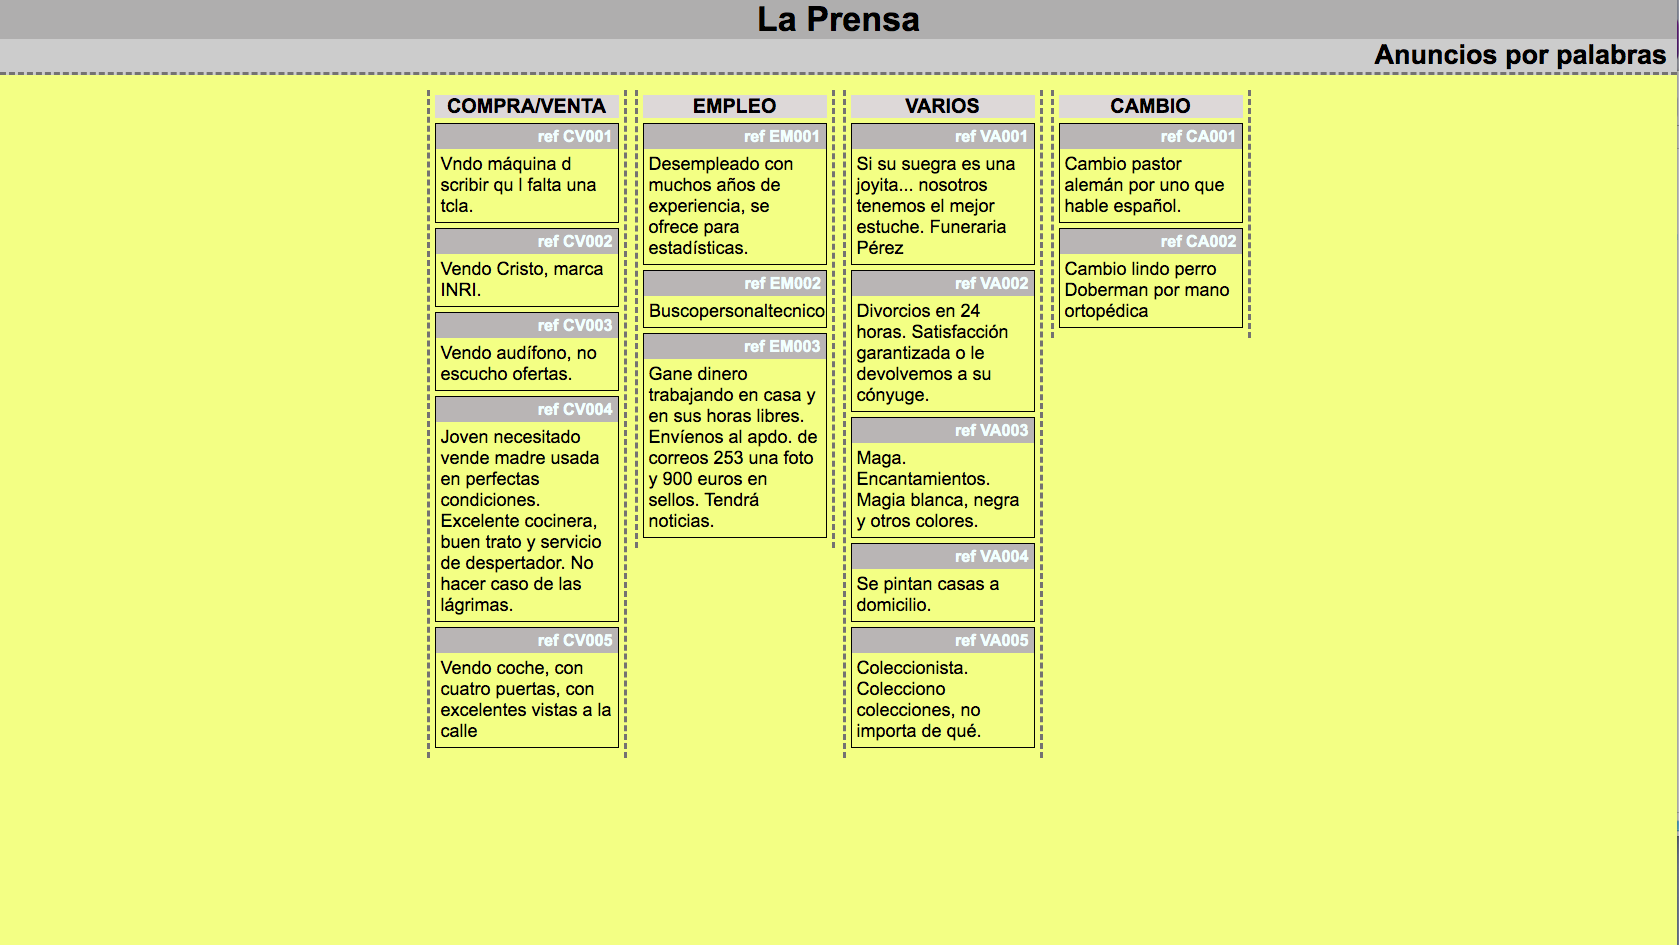 La Prensa
Anuncios por palabras
COMPRA/VENTA
ref CV001
Vndo máquina d
scribir qu l falta una
tcla.
ref CV002
Vendo Cristo, marca
INRI.
ref CV003
Vendo audífono, no
escucho ofertas.
ref CV004
Joven necesitado
vende madre usada
en perfectas
condiciones.
Excelente cocinera,
buen trato y servicio
de despertador. No
hacer caso de las
lágrimas.
ref CV005
Vendo coche, con
cuatro puertas, con
excelentes vistas a la
calle
EMPLEO
ref EM001
Desempleado con
muchos años de
experiencia, se
ofrece para
estadísticas.
ref EM002
Buscopersonaltecnico
ref EM003
Gane dinero
trabajando en casa y
en sus horas libres.
Envíenos al apdo. de
correos 253 una foto
y 900 euros en
sellos. Tendrá
noticias.
VARIOS
ref VA001
Si su suegra es una
joyita... nosotros
tenemos el mejor
estuche. Funeraria
Pérez
ref VA002
Divorcios en 24
horas. Satisfacción
garantizada o le
devolvemos a su
cónyuge.
ref VA003
Maga.
Encantamientos.
Magia blanca, negra
y otros colores.
ref VA004
Se pintan casas a
domicilio.
ref VA005
Coleccionista.
Colecciono
colecciones, no
importa de qué.
CAMBIO
ref CA001
Cambio pastor
alemán por uno que
hable español.
ref CA002
Cambio lindo perro
Doberman por mano
ortopédica